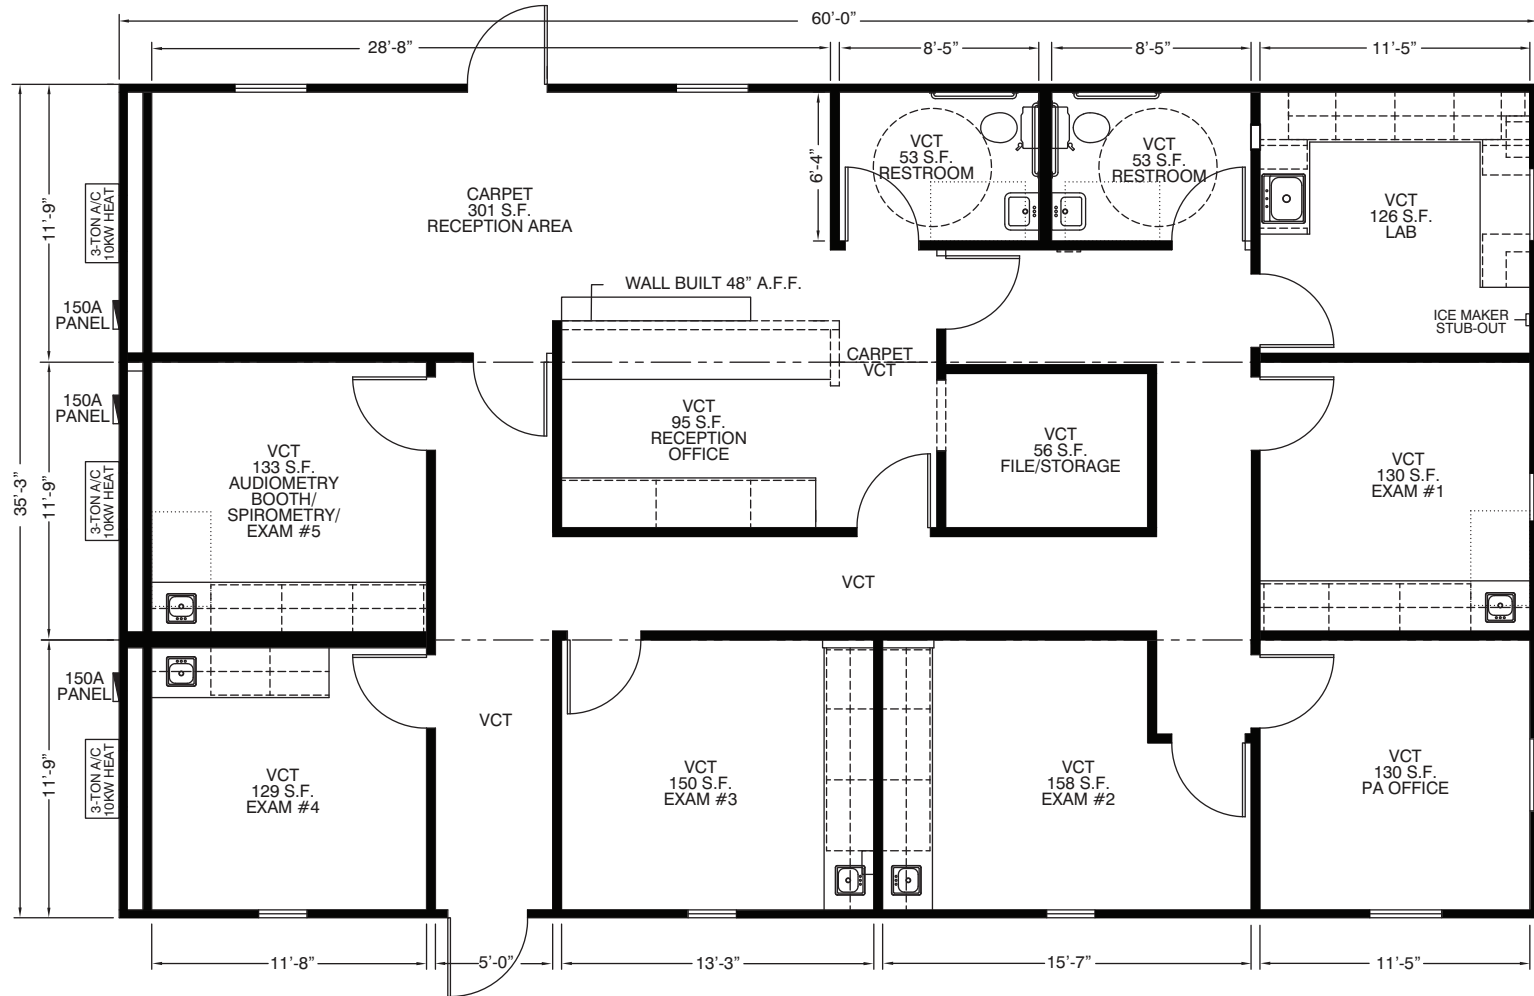 60'-0"
28'-8"
8'-5"
8'-5"
11'-5"
35'-3"
11'-9"
11'-9"
11'-9"
6'-4"
3-TON A/C
10KW HEAT
150A
PANEL
150A
PANEL
3-TON A/C
10KW HEAT
150A
PANEL
3-TON A/C
10KW HEAT
CARPET
301 S.F.
RECEPTION AREA
VCT
53 S.F.
RESTROOM
VCT
53 S.F.
RESTROOM
VCT
126 S.F.
LAB
WALL BUILT 48" A.F.F.
ICE MAKER
STUB-OUT
CARPET
VCT
VCT
133 S.F.
AUDIOMETRY
BOOTH/
SPIROMETRY/
EXAM #5
VCT
95 S.F.
RECEPTION
OFFICE
VCT
56 S.F.
FILE/STORAGE
VCT
130 S.F.
EXAM #1
VCT
VCT
VCT
129 S.F.
EXAM #4
VCT
150 S.F.
EXAM #3
VCT
158 S.F.
EXAM #2
VCT
130 S.F.
PA OFFICE
11'-8"
5'-0"
13'-3"
15'-7"
11'-5"